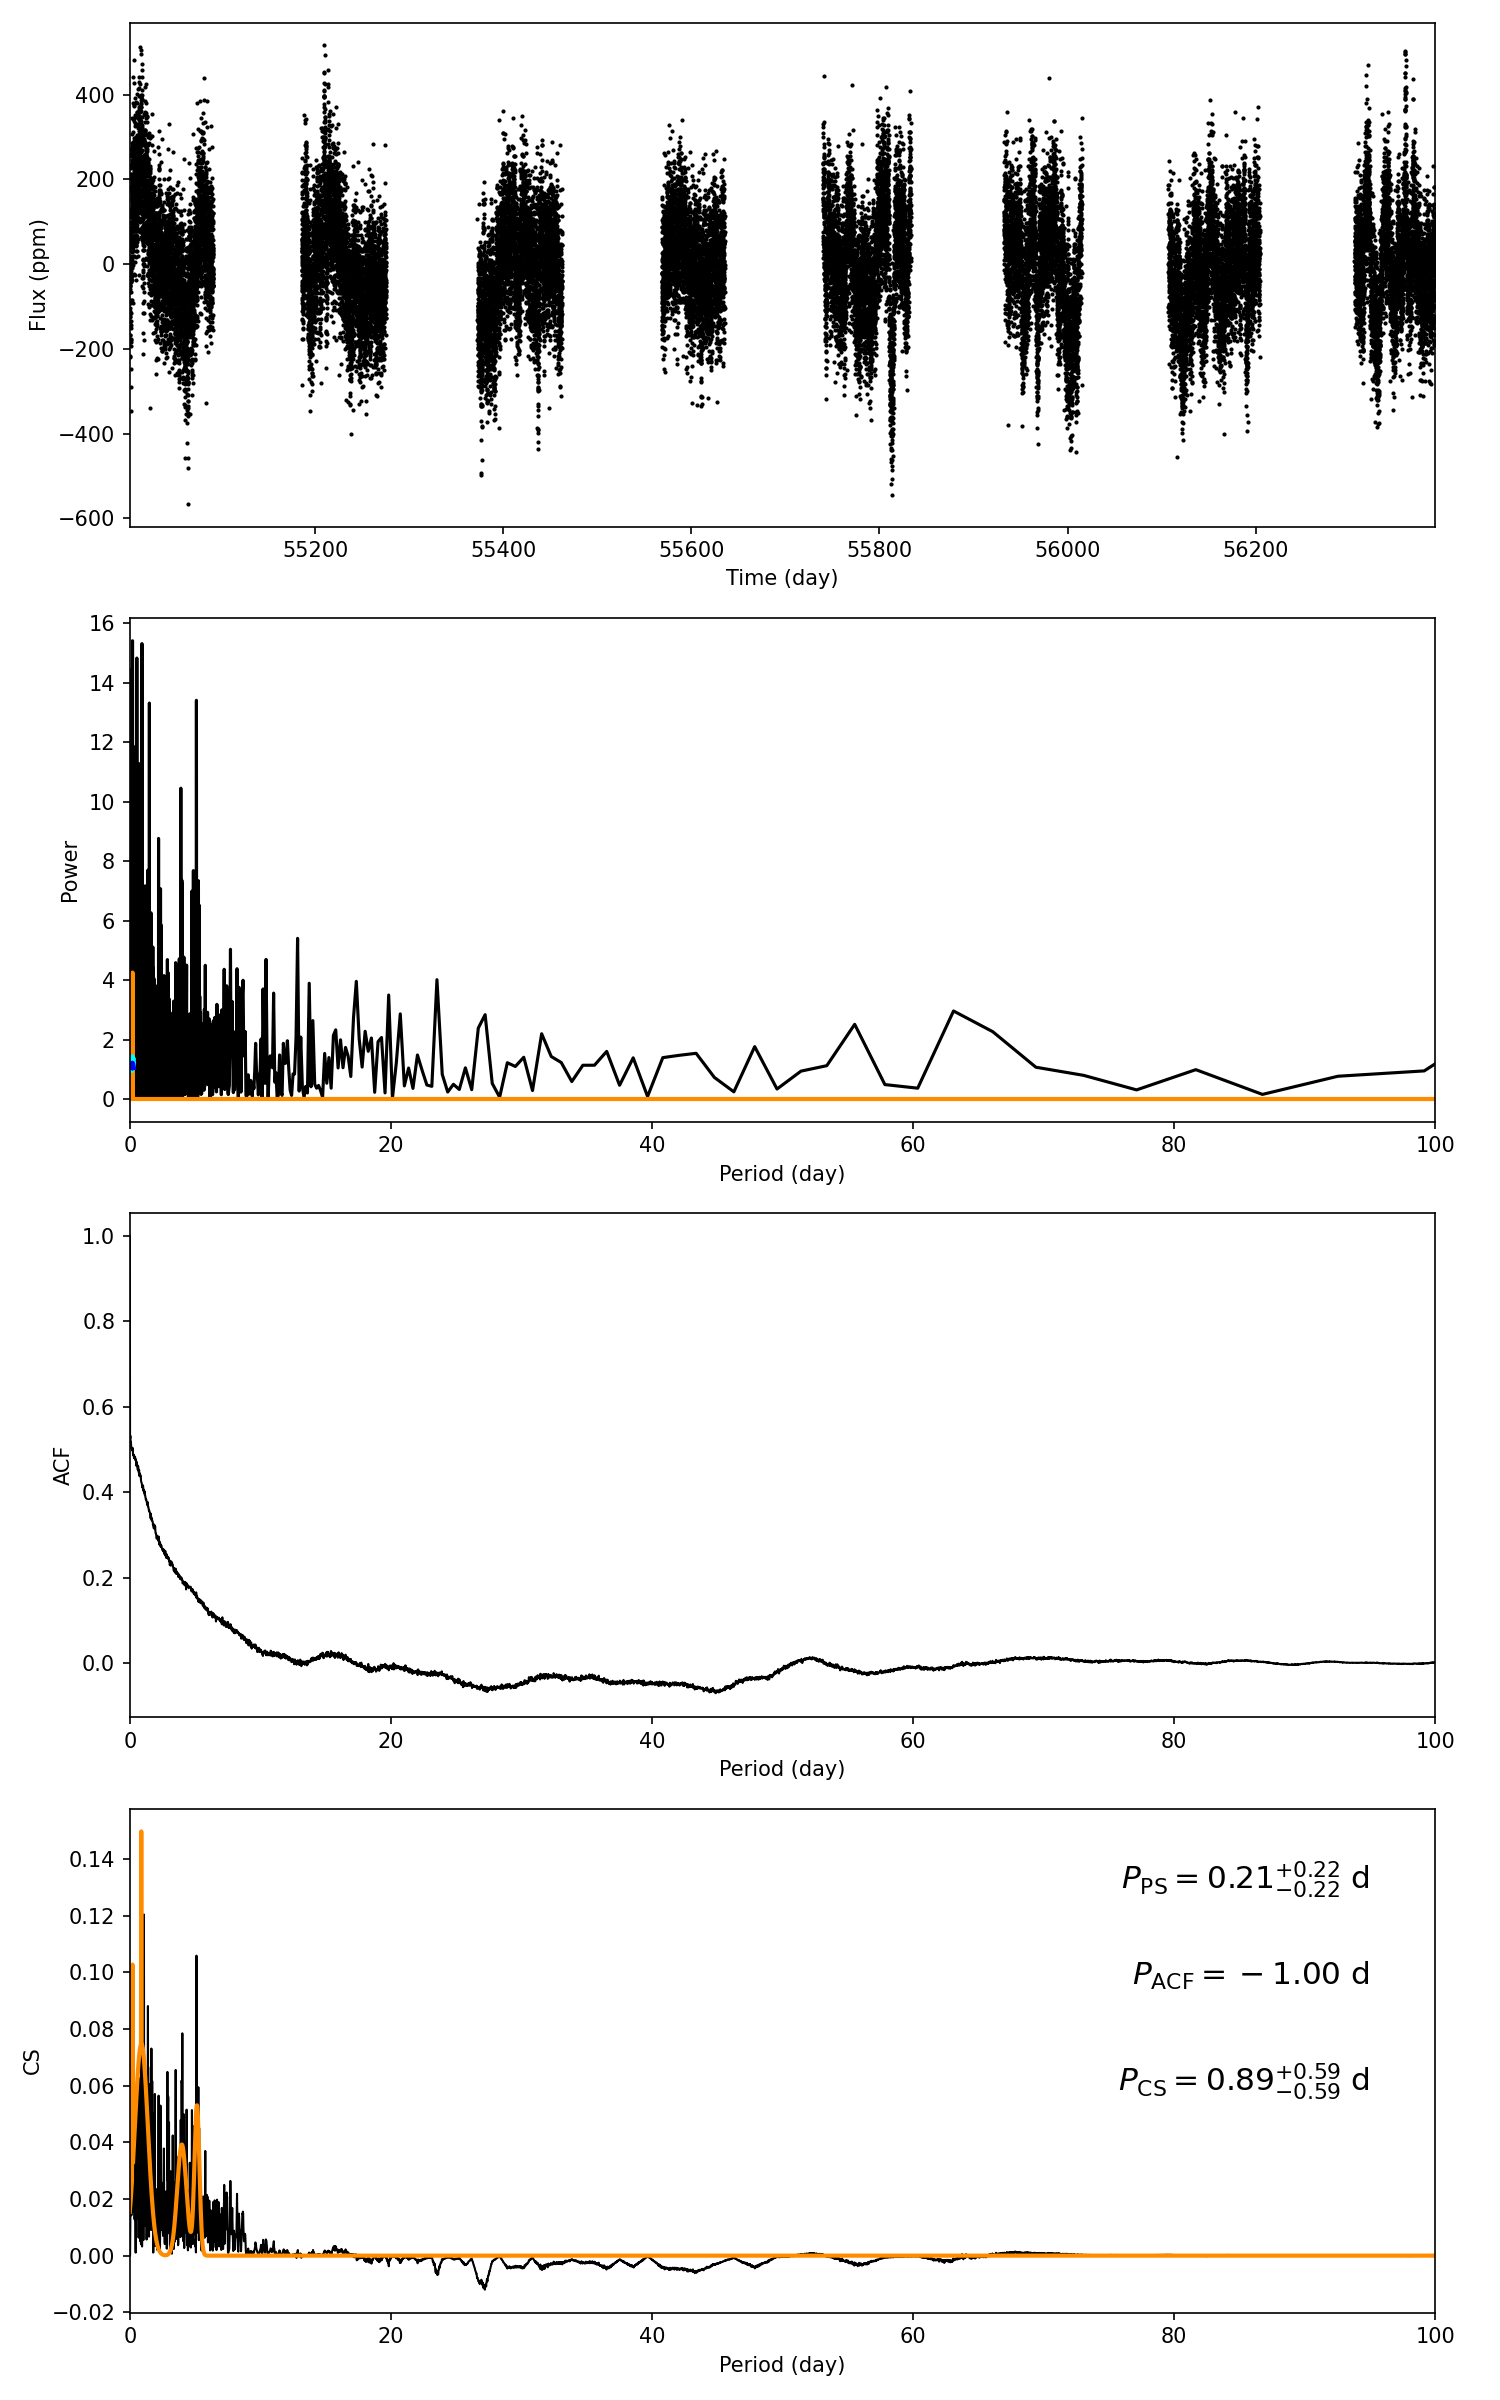 400
200
0
−200
−400
−600
Flux (ppm)
55200 55400 55600 55800 56000 56200
Time (day)
16
14
12
10
8
6
4
2
0
Power
0 20 40 60 80 100
Period (day)
1.0
0.8
0.6
0.4
0.2
0.0
ACF
0 20 40 60 80 100
Period (day)
0.14
0.12
0.10
0.08
0.06
0.04
0.02
0.00
−0.02
CS
P_PS = 0.21^{+0.22}_{−0.22} d
P_ACF = −1.00 d
P_CS = 0.89^{+0.59}_{−0.59} d
0 20 40 60 80 100
Period (day)